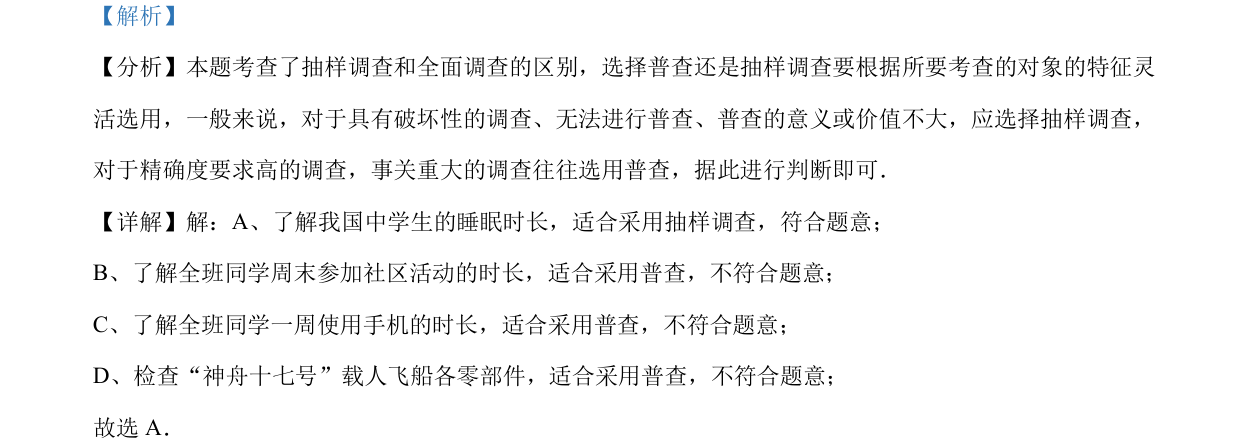 【解析】
【分析】本题考查了抽样调查和全面调查的区别，选择普查还是抽样调查要根据所要考查的对象的特征灵
活选用，一般来说，对于具有破坏性的调查、无法进行普查、普查的意义或价值不大，应选择抽样调查，
对于精确度要求高的调查，事关重大的调查往往选用普查，据此进行判断即可．
【详解】解：A、了解我国中学生的睡眠时长，适合采用抽样调查，符合题意；
B、了解全班同学周末参加社区活动的时长，适合采用普查，不符合题意；
C、了解全班同学一周使用手机的时长，适合采用普查，不符合题意；
D、检查“神舟十七号”载人飞船各零部件，适合采用普查，不符合题意；
故选 A．